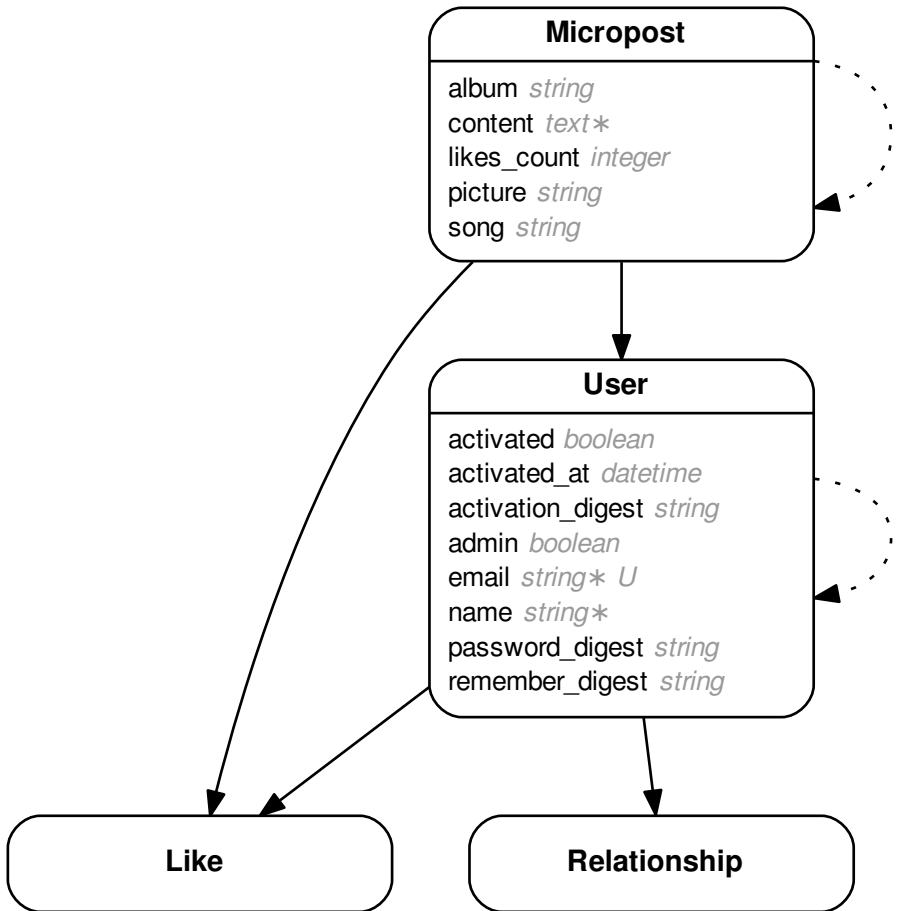 Micropost
album string
content text∗
likes_count integer
picture string
song string
User
activated boolean
activated_at datetime
activation_digest string
admin boolean
email string∗ U
name string∗
password_digest string
remember_digest string
Like
Relationship